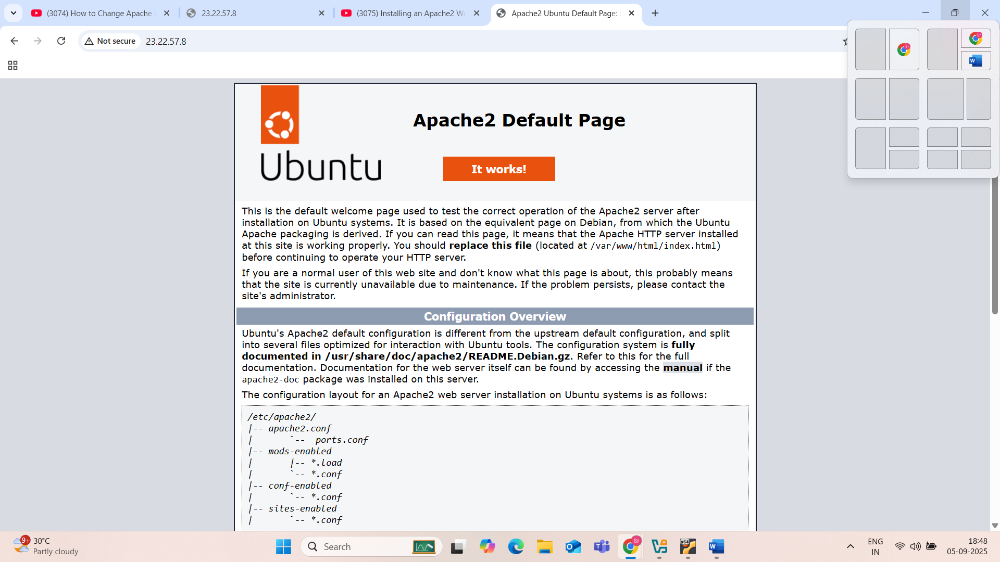 (3074) How to Change Apache
23.22.57.8
(3075) Installing an Apache2 We
Apache2 Ubuntu Default Page:
Not secure
23.22.57.8
Ubuntu
Apache2 Default Page
It works!
This is the default welcome page used to test the correct operation of the Apache2 server after
installation on Ubuntu systems. It is based on the equivalent page on Debian, from which the Ubuntu
Apache packaging is derived. If you can read this page, it means that the Apache HTTP server installed
at this site is working properly. You should replace this file (located at /var/www/html/index.html)
before continuing to operate your HTTP server.
If you are a normal user of this web site and don't know what this page is about, this probably means
that the site is currently unavailable due to maintenance. If the problem persists, please contact the
site's administrator.
Configuration Overview
Ubuntu's Apache2 default configuration is different from the upstream default configuration, and split
into several files optimized for interaction with Ubuntu tools. The configuration system is fully
documented in /usr/share/doc/apache2/README.Debian.gz. Refer to this for the full
documentation. Documentation for the web server itself can be found by accessing the manual if the
apache2-doc package was installed on this server.
The configuration layout for an Apache2 web server installation on Ubuntu systems is as follows:
/etc/apache2/
|-- apache2.conf
|       `--  ports.conf
|-- mods-enabled
|       |-- *.load
|       `-- *.conf
|-- conf-enabled
|       `-- *.conf
|-- sites-enabled
|       `-- *.conf
9+
30°C
Partly cloudy
Search
Sr
x64
W
ENG
IN
18:48
05-09-2025